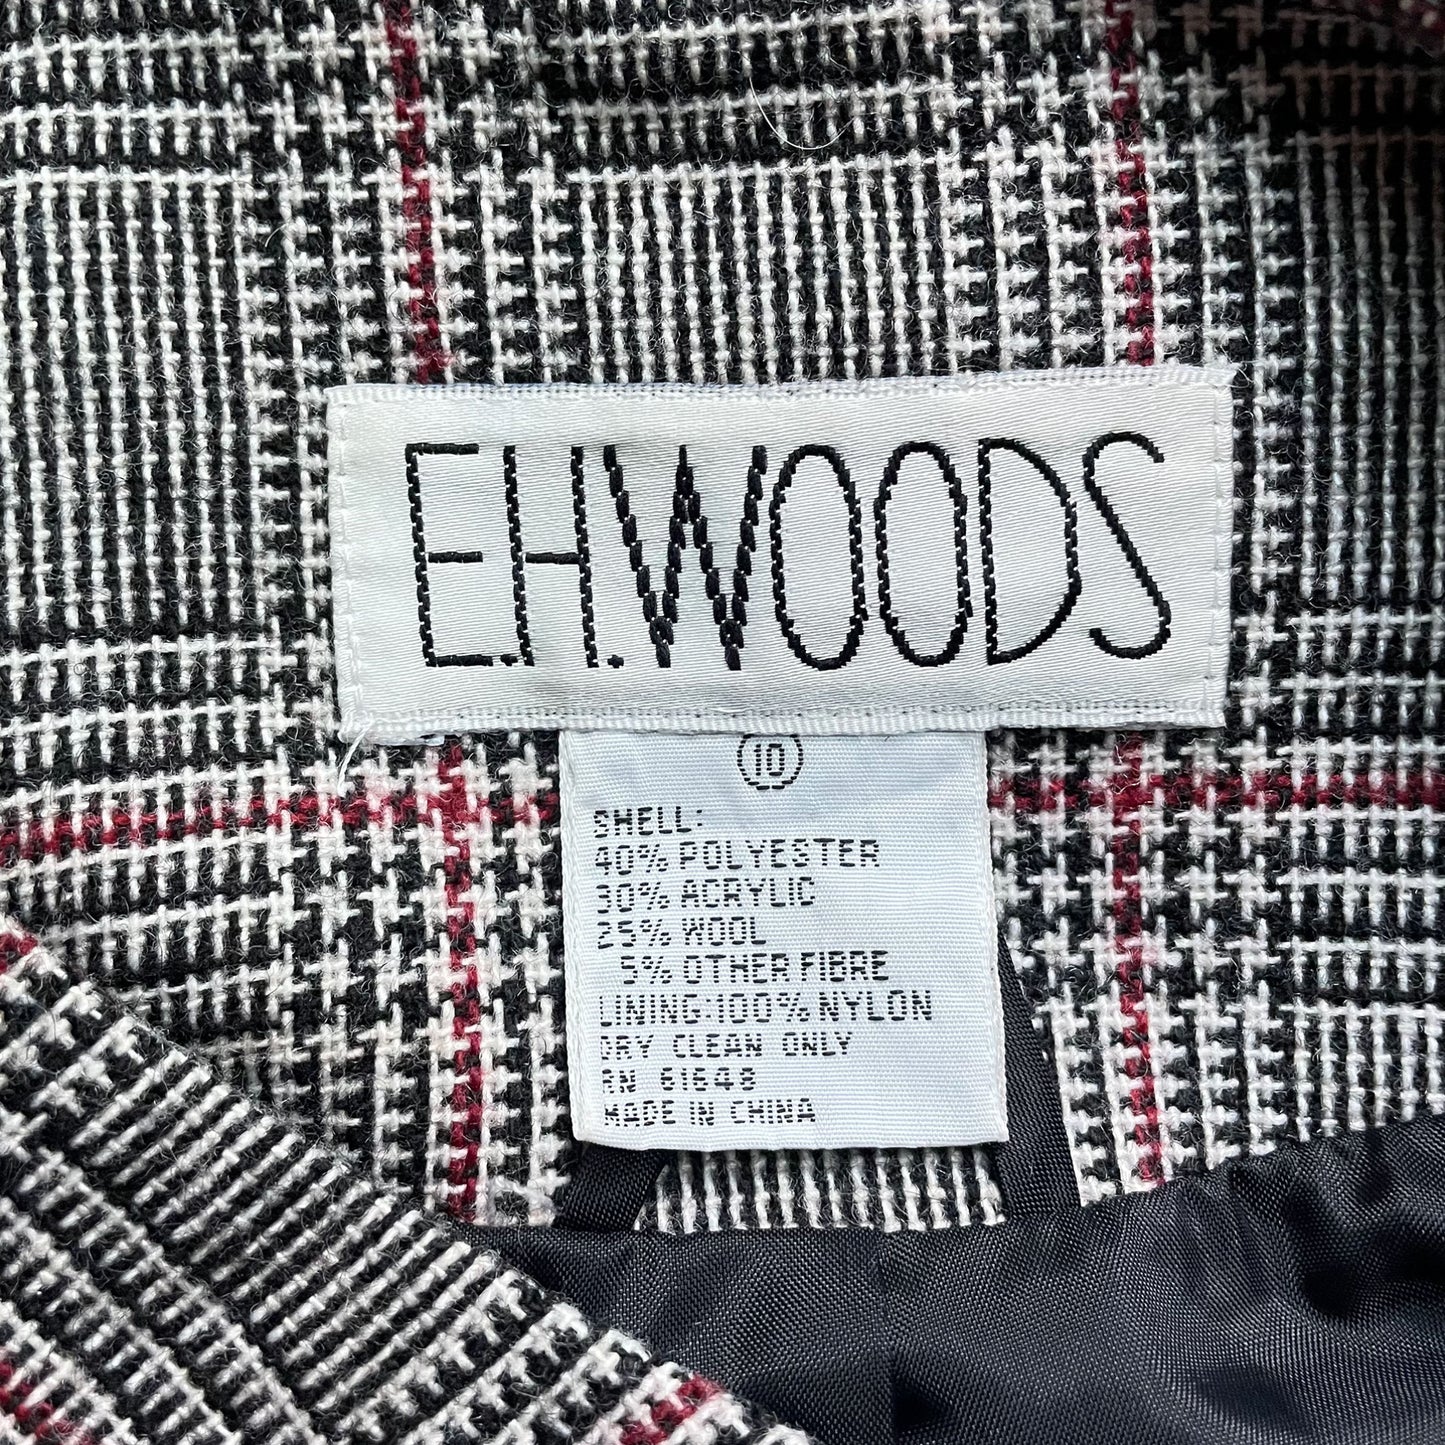 E.H.WOODS
10
SHELL:
40% POLYESTER
30% ACRYLIC
25% WOOL
5% OTHER FIBRE
LINING:100% NYLON
DRY CLEAN ONLY
RN 61648
MADE IN CHINA